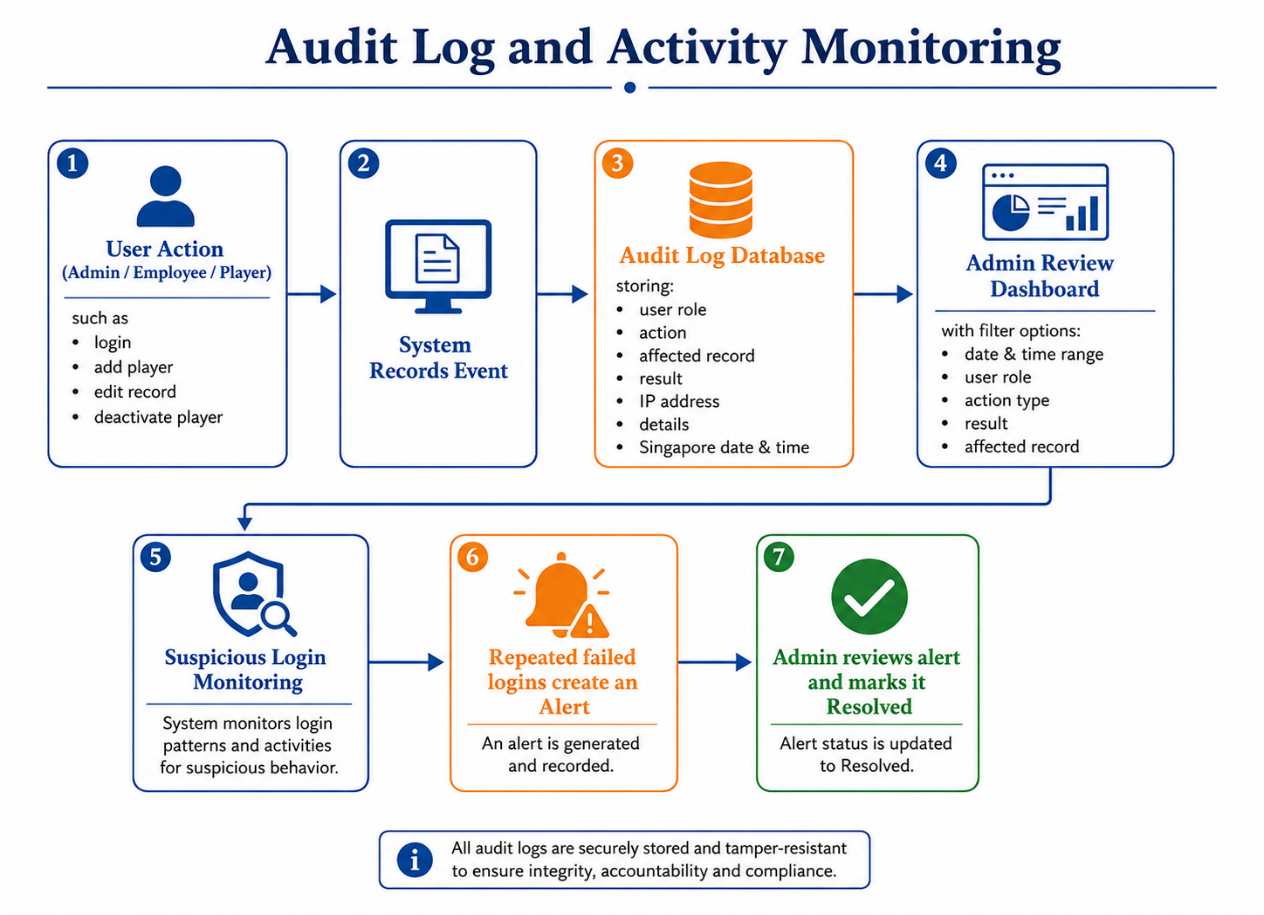 Audit Log and Activity Monitoring
1
User Action
(Admin / Employee / Player)
such as
• login
• add player
• edit record
• deactivate player
2
System
Records Event
3
Audit Log Database
storing:
• user role
• action
• affected record
• result
• IP address
• details
• Singapore date & time
4
Admin Review
Dashboard
with filter options:
• date & time range
• user role
• action type
• result
• affected record
5
Suspicious Login
Monitoring
System monitors login
patterns and activities
for suspicious behavior.
6
Repeated failed
logins create an
Alert
An alert is generated
and recorded.
7
Admin reviews alert
and marks it
Resolved
Alert status is updated
to Resolved.
All audit logs are securely stored and tamper-resistant
to ensure integrity, accountability and compliance.